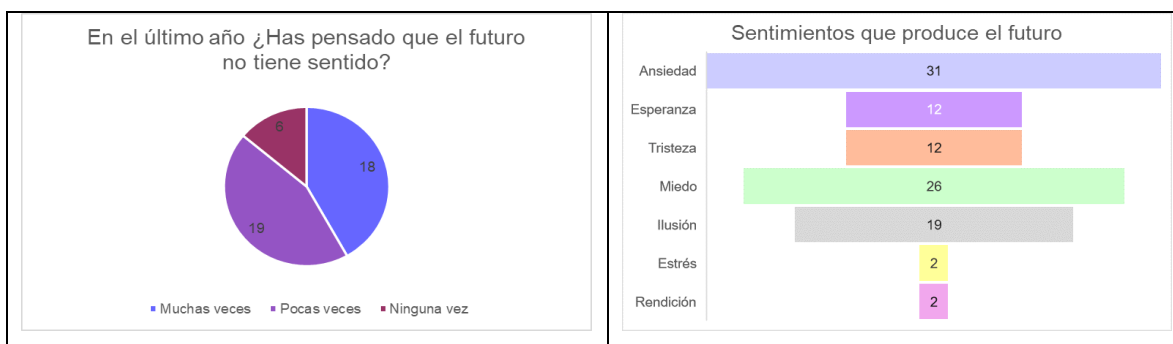 En el último año ¿Has pensado que el futuro
no tiene sentido?
6
18
19
Muchas veces
Pocas veces
Ninguna vez
Sentimientos que produce el futuro
Ansiedad 31
Esperanza 12
Tristeza 12
Miedo 26
Ilusión 19
Estrés 2
Rendición 2